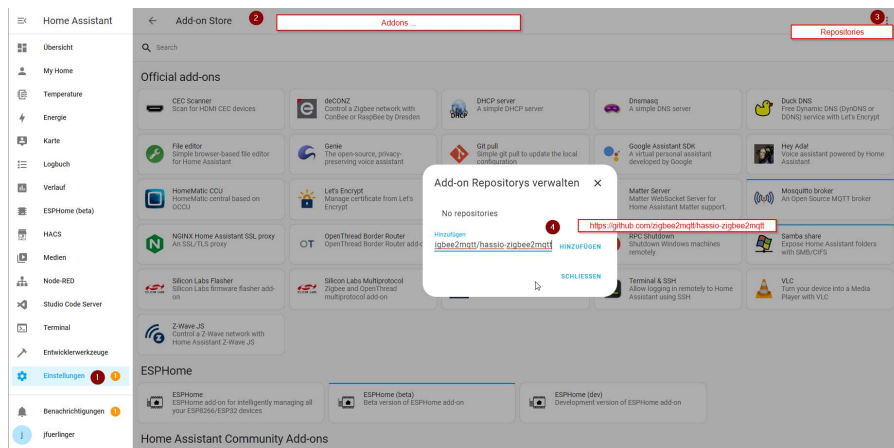 Home Assistant
Add-on Store
2
Addons ...
3
Repositories
Übersicht
My Home
Temperature
Energie
Karte
Logbuch
Verlauf
ESPHome (beta)
HACS
Medien
Node-RED
Studio Code Server
Terminal
Entwicklerwerkzeuge
Einstellungen
1
1
Benachrichtigungen
1
j
jfuerlinger
Search
Official add-ons
CEC Scanner
Scan for HDMI CEC devices
deCONZ
Control a Zigbee network with
ConBee or RaspBee by Dresden
DHCP server
A simple DHCP server
Dnsmasq
A simple DNS server
Duck DNS
Free Dynamic DNS (DynDNS or
DDNS) service with Let's Encrypt
File editor
Simple browser-based file editor
for Home Assistant
Genie
The open-source, privacy-
preserving voice assistant
Git pull
Simple git pull to update the local
configuration
Google Assistant SDK
A virtual personal assistant
developed by Google
Hey Ada!
Voice assistant powered by Home
Assistant
HomeMatic CCU
HomeMatic central based on
OCCU
Let's Encrypt
Manage certificate from Let's
Encrypt
Matter Server
Matter WebSocket Server for
Home Assistant Matter support.
Mosquitto broker
An Open Source MQTT broker
NGINX Home Assistant SSL proxy
An SSL/TLS proxy
OT
OpenThread Border Router
OpenThread Border Router add-o
RPC Shutdown
Shutdown Windows machines
remotely
Samba share
Expose Home Assistant folders
with SMB/CIFS
SILICON LABS
Silicon Labs Flasher
Silicon Labs firmware flasher add-
on
SILICON LABS
Silicon Labs Multiprotocol
Zigbee and OpenThread
multiprotocol add-on
Terminal & SSH
Allow logging in remotely to Home
Assistant using SSH
VLC
Turn your device into a Media
Player with VLC
Z-Wave JS
Control a Z-Wave network with
Home Assistant Z-Wave JS
Add-on Repositorys verwalten
No repositories
4
https://github.com/zigbee2mqtt/hassio-zigbee2mqtt
Hinzufügen
igbee2mqtt/hassio-zigbee2mqtt
HINZUFÜGEN
SCHLIESSEN
ESPHome
ESPHome
ESPHome add-on for intelligently managing all
your ESP8266/ESP32 devices
ESPHome (beta)
Beta version of ESPHome add-on
ESPHome (dev)
Development version of ESPHome add-on
Home Assistant Community Add-ons